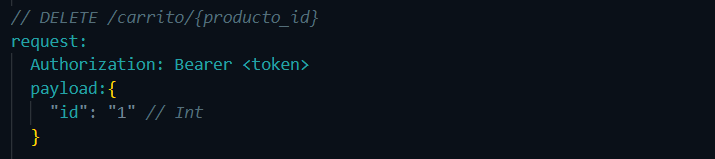 // DELETE /carrito/{producto_id}
request:
Authorization: Bearer <token>
payload:{
"id": "1" // Int
}